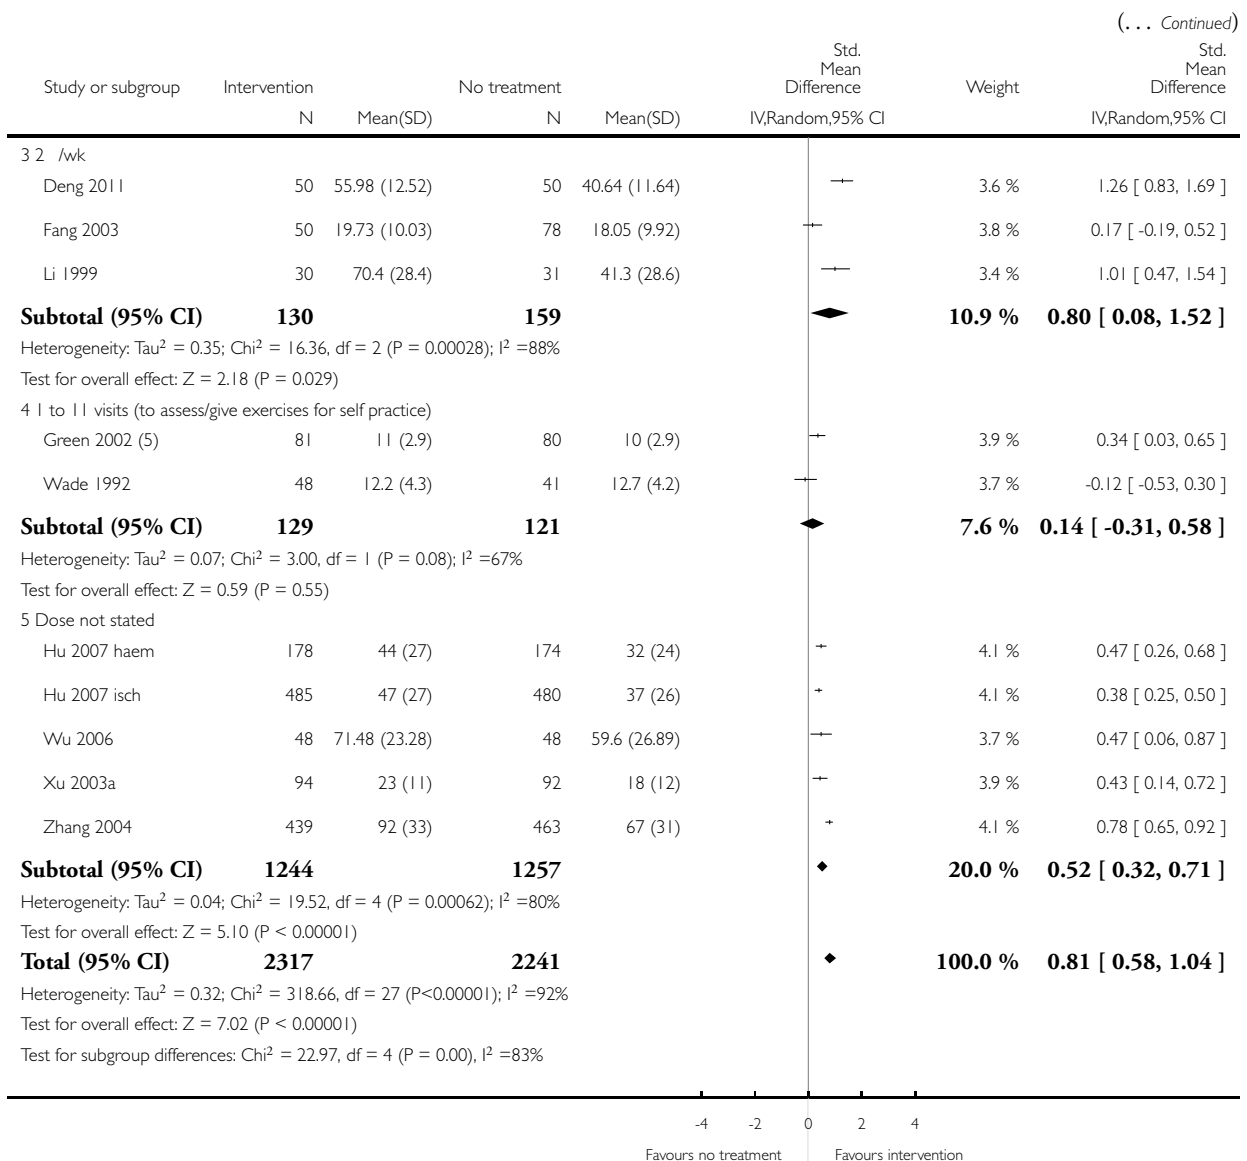 (... Continued)
Study or subgroup Intervention No treatment Std. Mean Difference Weight Std. Mean Difference
N Mean(SD) N Mean(SD) IV,Random,95% CI IV,Random,95% CI
3 2 /wk
Deng 2011 50 55.98 (12.52) 50 40.64 (11.64) 3.6 % 1.26 [ 0.83, 1.69 ]
Fang 2003 50 19.73 (10.03) 78 18.05 (9.92) 3.8 % 0.17 [ -0.19, 0.52 ]
Li 1999 30 70.4 (28.4) 31 41.3 (28.6) 3.4 % 1.01 [ 0.47, 1.54 ]
Subtotal (95% CI) 130 159 10.9 % 0.80 [ 0.08, 1.52 ]
Heterogeneity: Tau² = 0.35; Chi² = 16.36, df = 2 (P = 0.00028); I² =88%
Test for overall effect: Z = 2.18 (P = 0.029)
4 1 to 11 visits (to assess/give exercises for self practice)
Green 2002 (5) 81 11 (2.9) 80 10 (2.9) 3.9 % 0.34 [ 0.03, 0.65 ]
Wade 1992 48 12.2 (4.3) 41 12.7 (4.2) 3.7 % -0.12 [ -0.53, 0.30 ]
Subtotal (95% CI) 129 121 7.6 % 0.14 [ -0.31, 0.58 ]
Heterogeneity: Tau² = 0.07; Chi² = 3.00, df = 1 (P = 0.08); I² =67%
Test for overall effect: Z = 0.59 (P = 0.55)
5 Dose not stated
Hu 2007 haem 178 44 (27) 174 32 (24) 4.1 % 0.47 [ 0.26, 0.68 ]
Hu 2007 isch 485 47 (27) 480 37 (26) 4.1 % 0.38 [ 0.25, 0.50 ]
Wu 2006 48 71.48 (23.28) 48 59.6 (26.89) 3.7 % 0.47 [ 0.06, 0.87 ]
Xu 2003a 94 23 (11) 92 18 (12) 3.9 % 0.43 [ 0.14, 0.72 ]
Zhang 2004 439 92 (33) 463 67 (31) 4.1 % 0.78 [ 0.65, 0.92 ]
Subtotal (95% CI) 1244 1257 20.0 % 0.52 [ 0.32, 0.71 ]
Heterogeneity: Tau² = 0.04; Chi² = 19.52, df = 4 (P = 0.00062); I² =80%
Test for overall effect: Z = 5.10 (P < 0.00001)
Total (95% CI) 2317 2241 100.0 % 0.81 [ 0.58, 1.04 ]
Heterogeneity: Tau² = 0.32; Chi² = 318.66, df = 27 (P<0.00001); I² =92%
Test for overall effect: Z = 7.02 (P < 0.00001)
Test for subgroup differences: Chi² = 22.97, df = 4 (P = 0.00), I² =83%
-4 -2 0 2 4
Favours no treatment Favours intervention